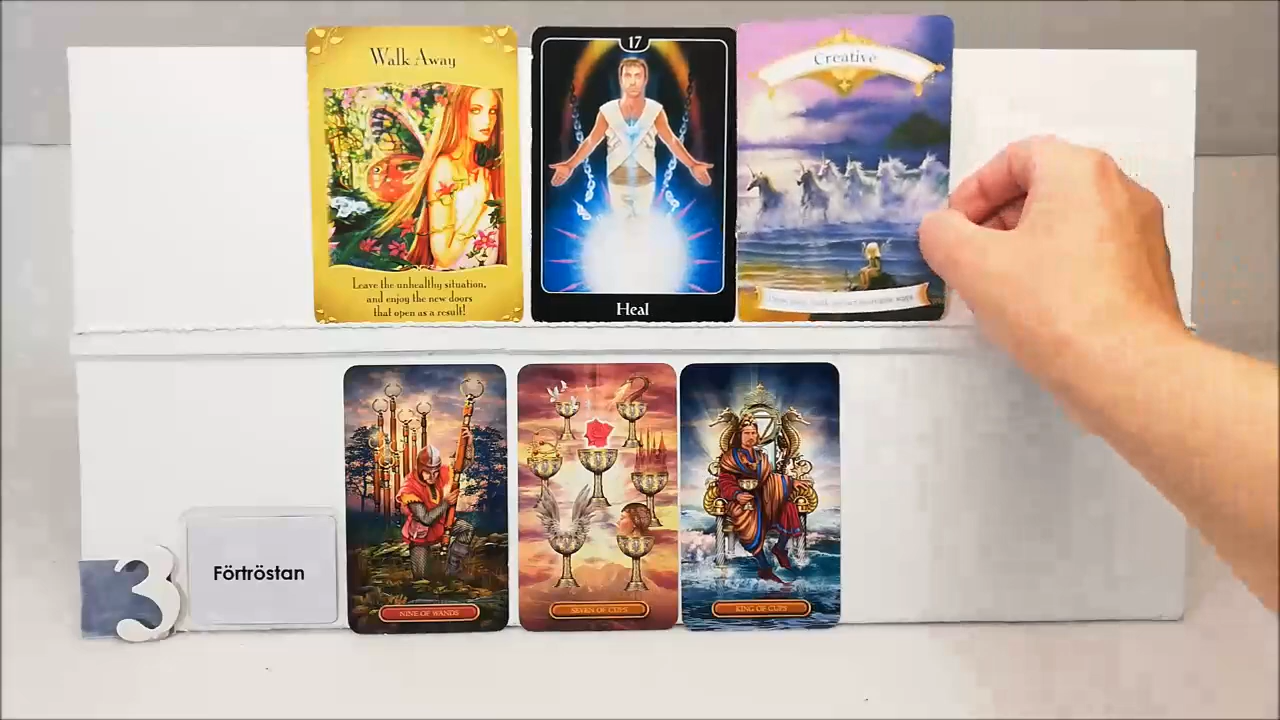 Walk Away
Leave the unhealthy situation,
and enjoy the new doors
that open as a result!
17
Heal
Creative
3
Förtröstan
NINE OF WANDS
SEVEN OF CUPS
KING OF CUPS